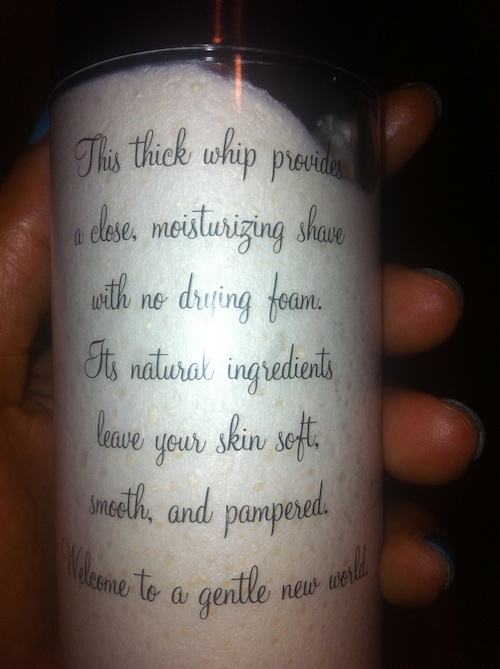 This thick whip provides
a close, moisturizing shave
with no drying foam.
Its natural ingredients
leave your skin soft,
smooth, and pampered.
Welcome to a gentle new world.